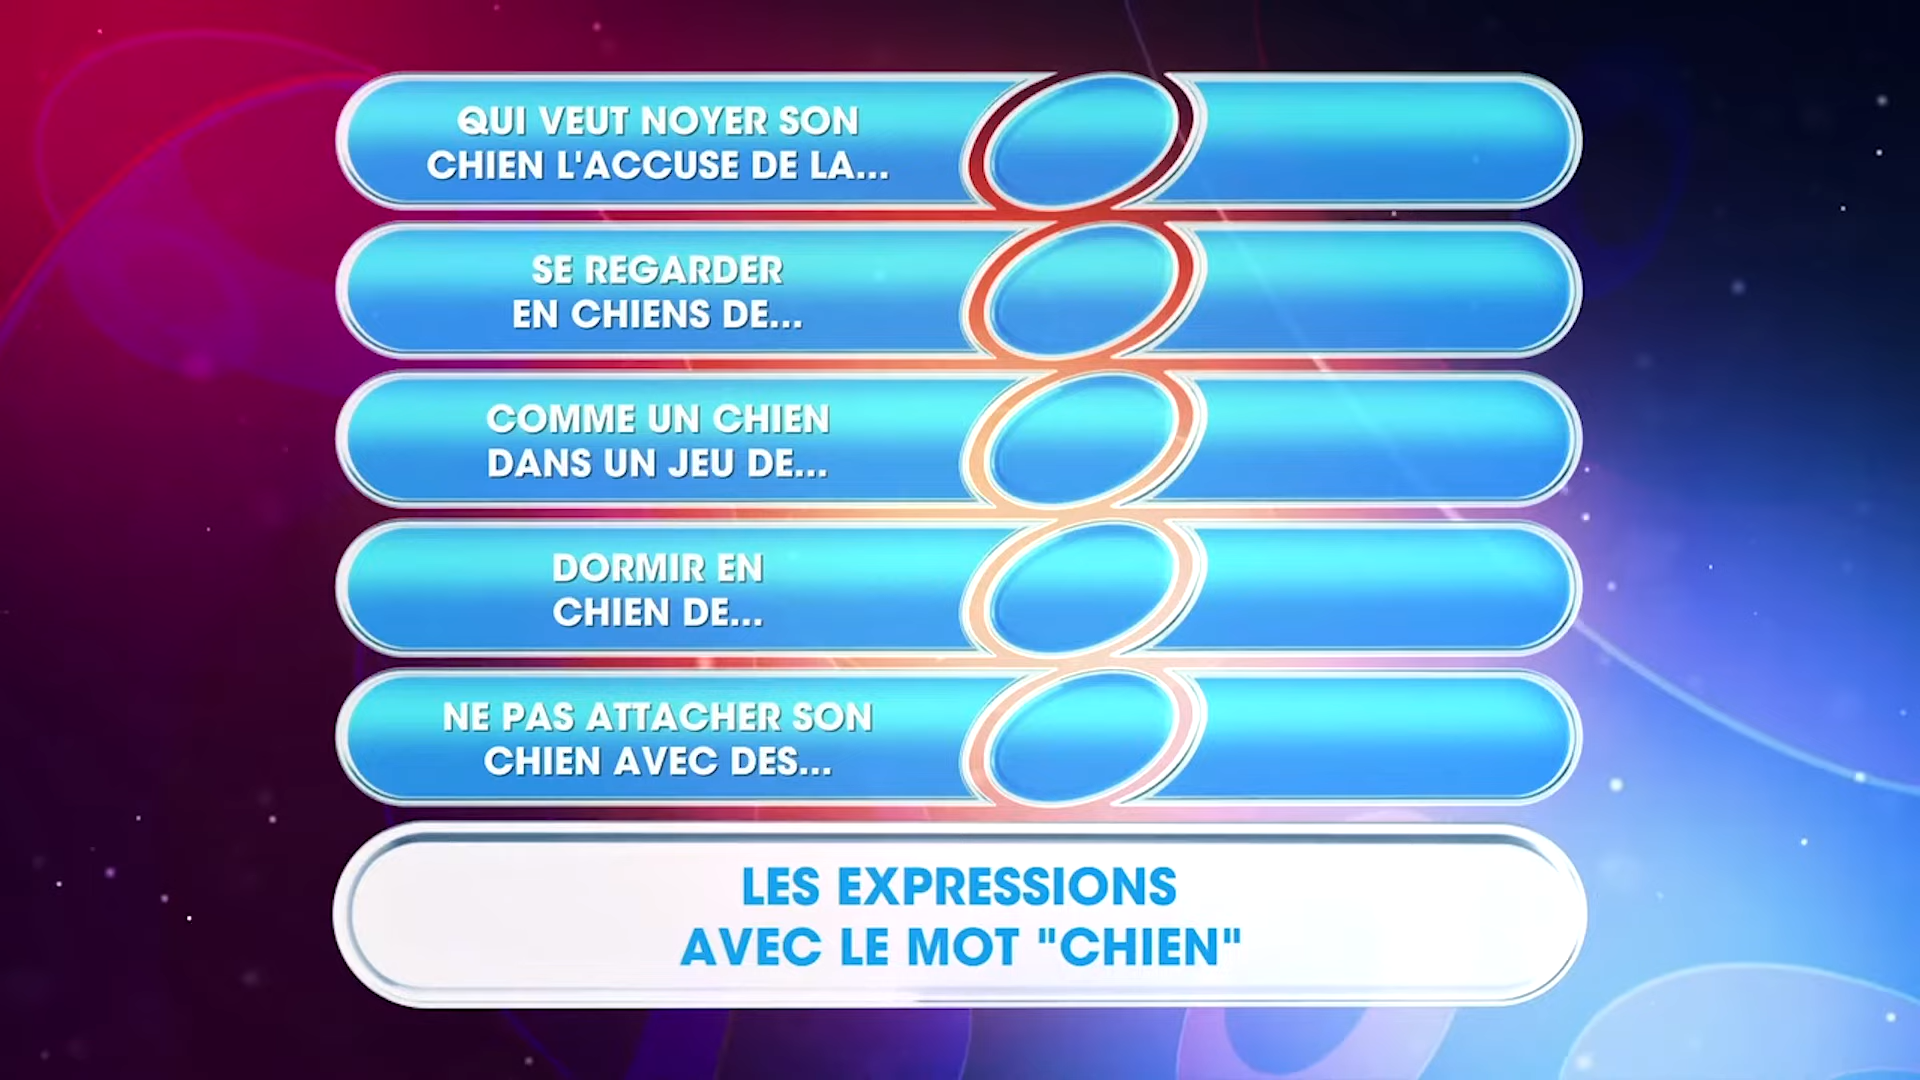 QUI VEUT NOYER SON
CHIEN L'ACCUSE DE LA...
SE REGARDER
EN CHIENS DE...
COMME UN CHIEN
DANS UN JEU DE...
DORMIR EN
CHIEN DE...
NE PAS ATTACHER SON
CHIEN AVEC DES...
LES EXPRESSIONS
AVEC LE MOT "CHIEN"